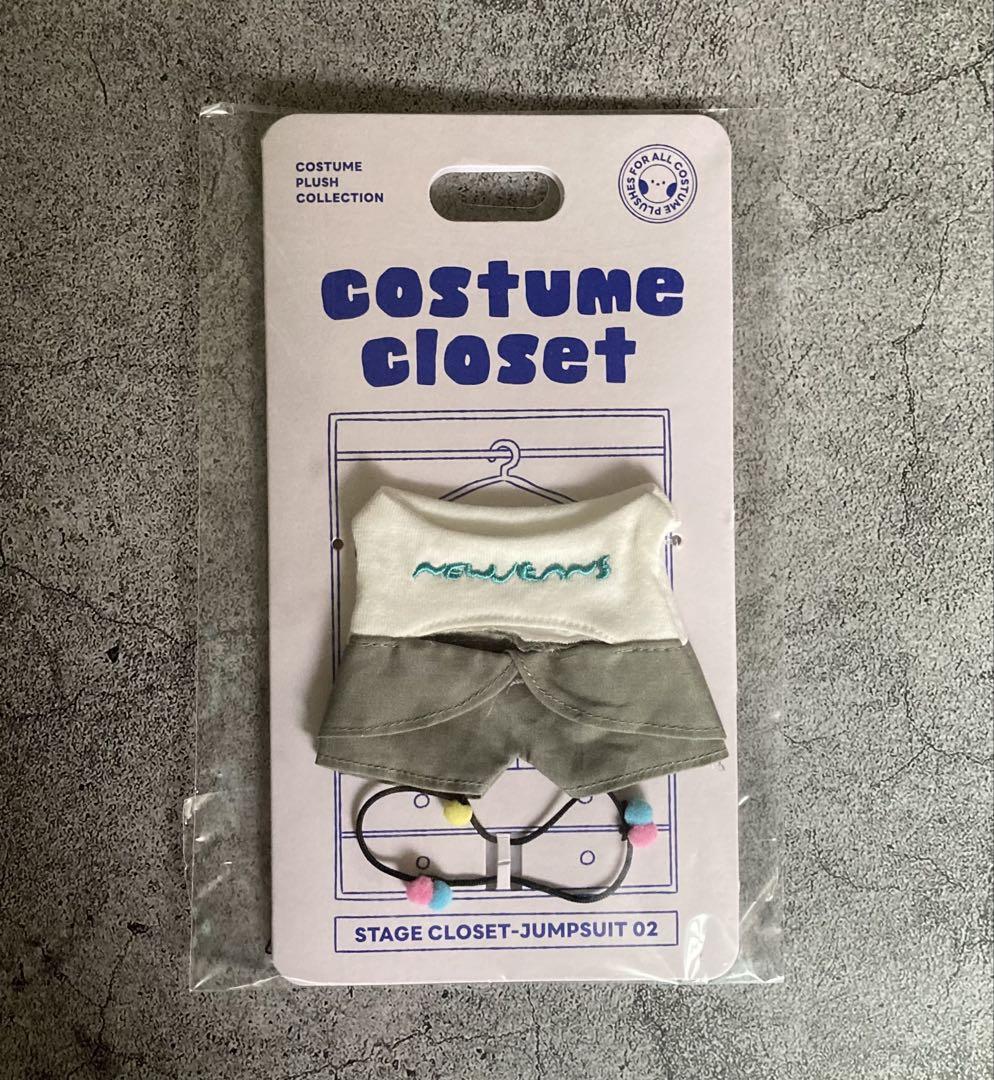 COSTUME
PLUSH
COLLECTION
PLUSHES FOR ALL COSTUME
costume
closet
NEWJEANS
STAGE CLOSET-JUMPSUIT 02